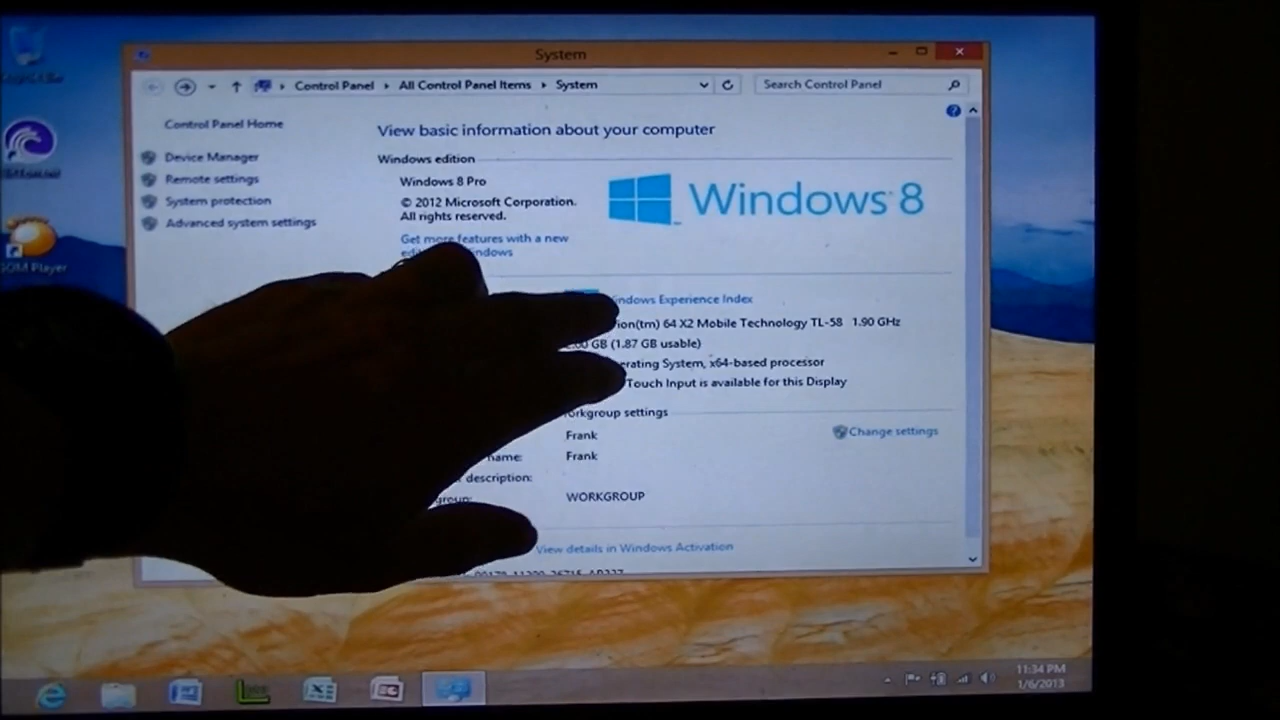 System
Control Panel
All Control Panel Items
System
Search Control Panel
Control Panel Home
Device Manager
Remote settings
System protection
Advanced system settings
View basic information about your computer
Windows edition
Windows 8 Pro
© 2012 Microsoft Corporation.
All rights reserved.
Get more features with a new
Windows 8
Windows Experience Index
64 X2 Mobile Technology TL-58 1.90 GHz
GB (1.87 GB usable)
System, x64-based processor
Touch Input is available for this Display
settings
Frank
Change settings
name: Frank
description:
WORKGROUP
View details in Windows Activation
GOM Player
11:34 PM
1/6/2013